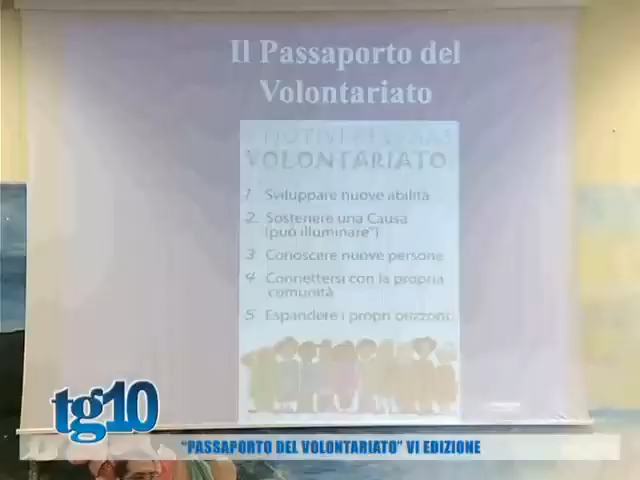 Il Passaporto del
Volontariato
MOTIVI
VOLONTARIATO
1. Sviluppare nuove abilità
2. Sostenere una Causa
(può illuminare")
3 Conoscere nuove persone
4 Connettersi con la propria
comunità
5 Espandere i propri orizzonti
tg10
"PASSAPORTO DEL VOLONTARIATO" VI EDIZIONE